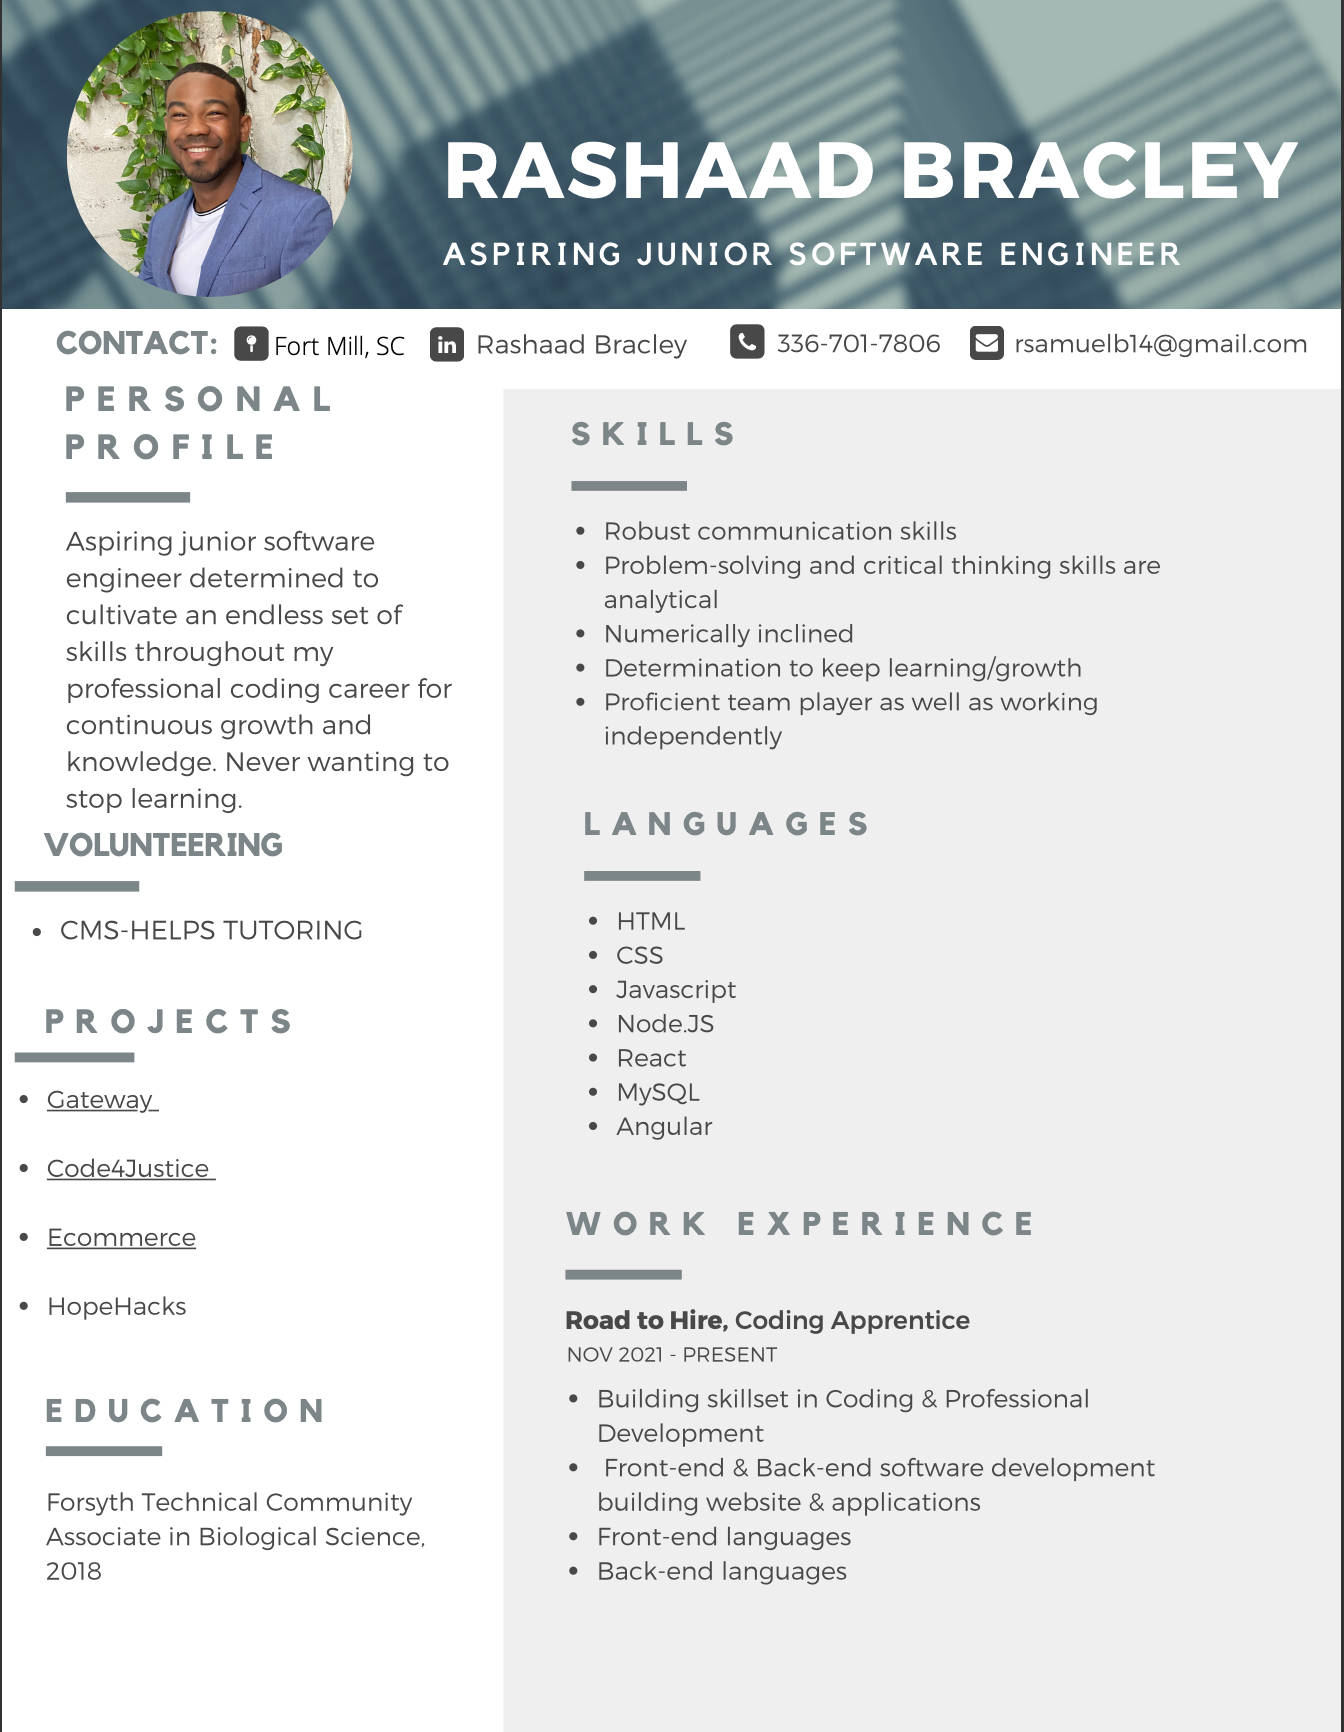 RASHAAD BRACLEY
ASPIRING JUNIOR SOFTWARE ENGINEER
CONTACT: Fort Mill, SC in Rashaad Bracley 336-701-7806 rsamuelb14@gmail.com
PERSONAL
PROFILE
Aspiring junior software
engineer determined to
cultivate an endless set of
skills throughout my
professional coding career for
continuous growth and
knowledge. Never wanting to
stop learning.
VOLUNTEERING
• CMS-HELPS TUTORING
PROJECTS
• Gateway
• Code4Justice
• Ecommerce
• HopeHacks
EDUCATION
Forsyth Technical Community
Associate in Biological Science,
2018
SKILLS
• Robust communication skills
• Problem-solving and critical thinking skills are
analytical
• Numerically inclined
• Determination to keep learning/growth
• Proficient team player as well as working
independently
LANGUAGES
• HTML
• CSS
• Javascript
• Node.JS
• React
• MySQL
• Angular
WORK EXPERIENCE
Road to Hire, Coding Apprentice
NOV 2021 - PRESENT
• Building skillset in Coding & Professional
Development
• Front-end & Back-end software development
building website & applications
• Front-end languages
• Back-end languages